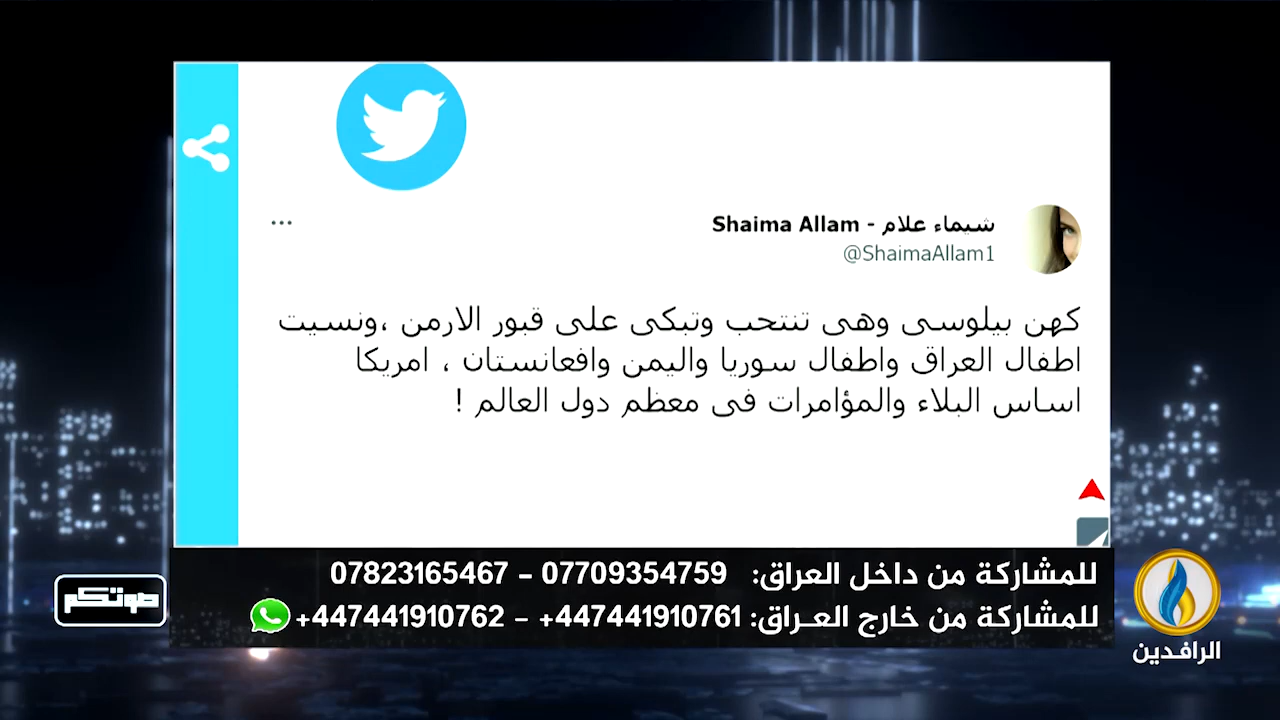 شيماء علام - Shaima Allam
@ShaimaAllam1
كهن بيلوسى وهى تنتحب وتبكى على قبور الارمن ،ونسيت
اطفال العراق واطفال سوريا واليمن وافعانستان ، امريكا
اساس البلاء والمؤامرات فى معظم دول العالم !
للمشاركة من داخل العراق: 07709354759 - 07823165467
للمشاركة من خارج العـراق: 447441910761+ - 447441910762+
صوتكم
الرافدين